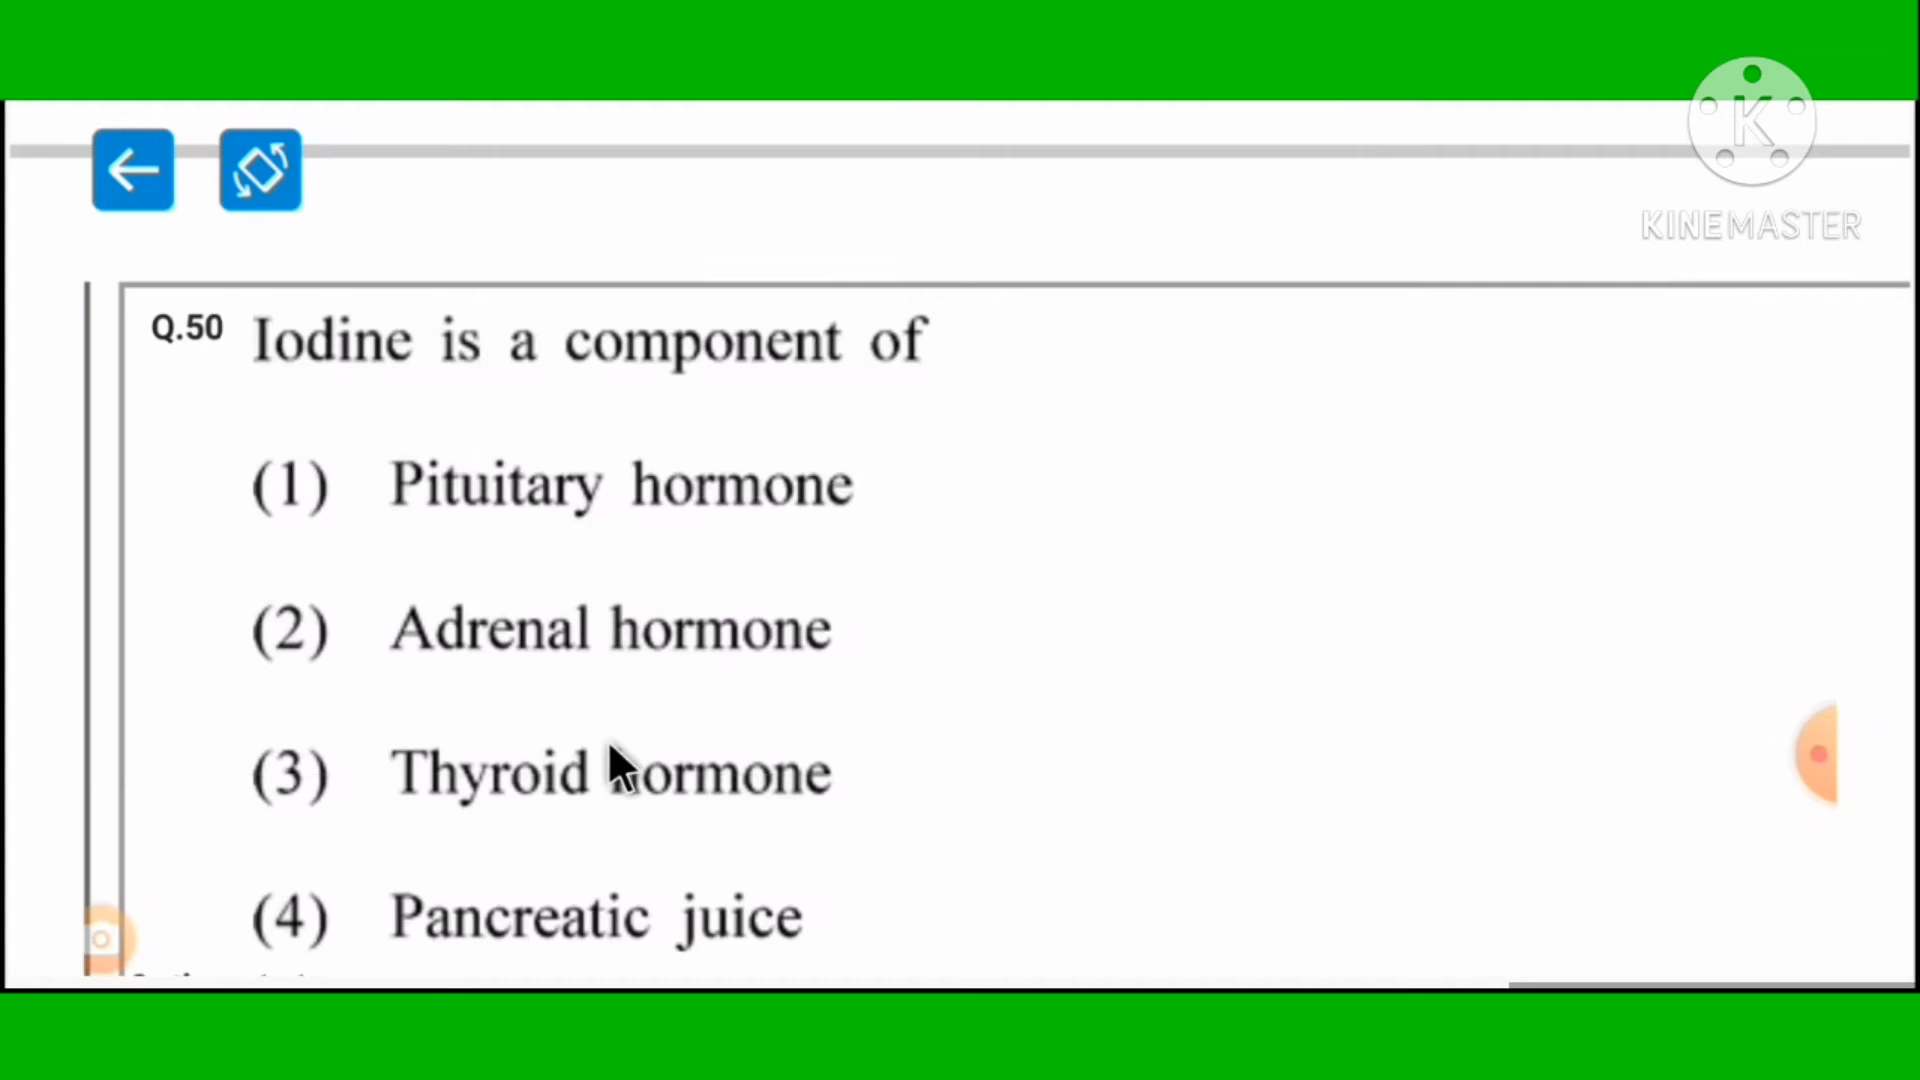 K
KINEMASTER
Q.50 Iodine is a component of
(1) Pituitary hormone
(2) Adrenal hormone
(3) Thyroid hormone
(4) Pancreatic juice